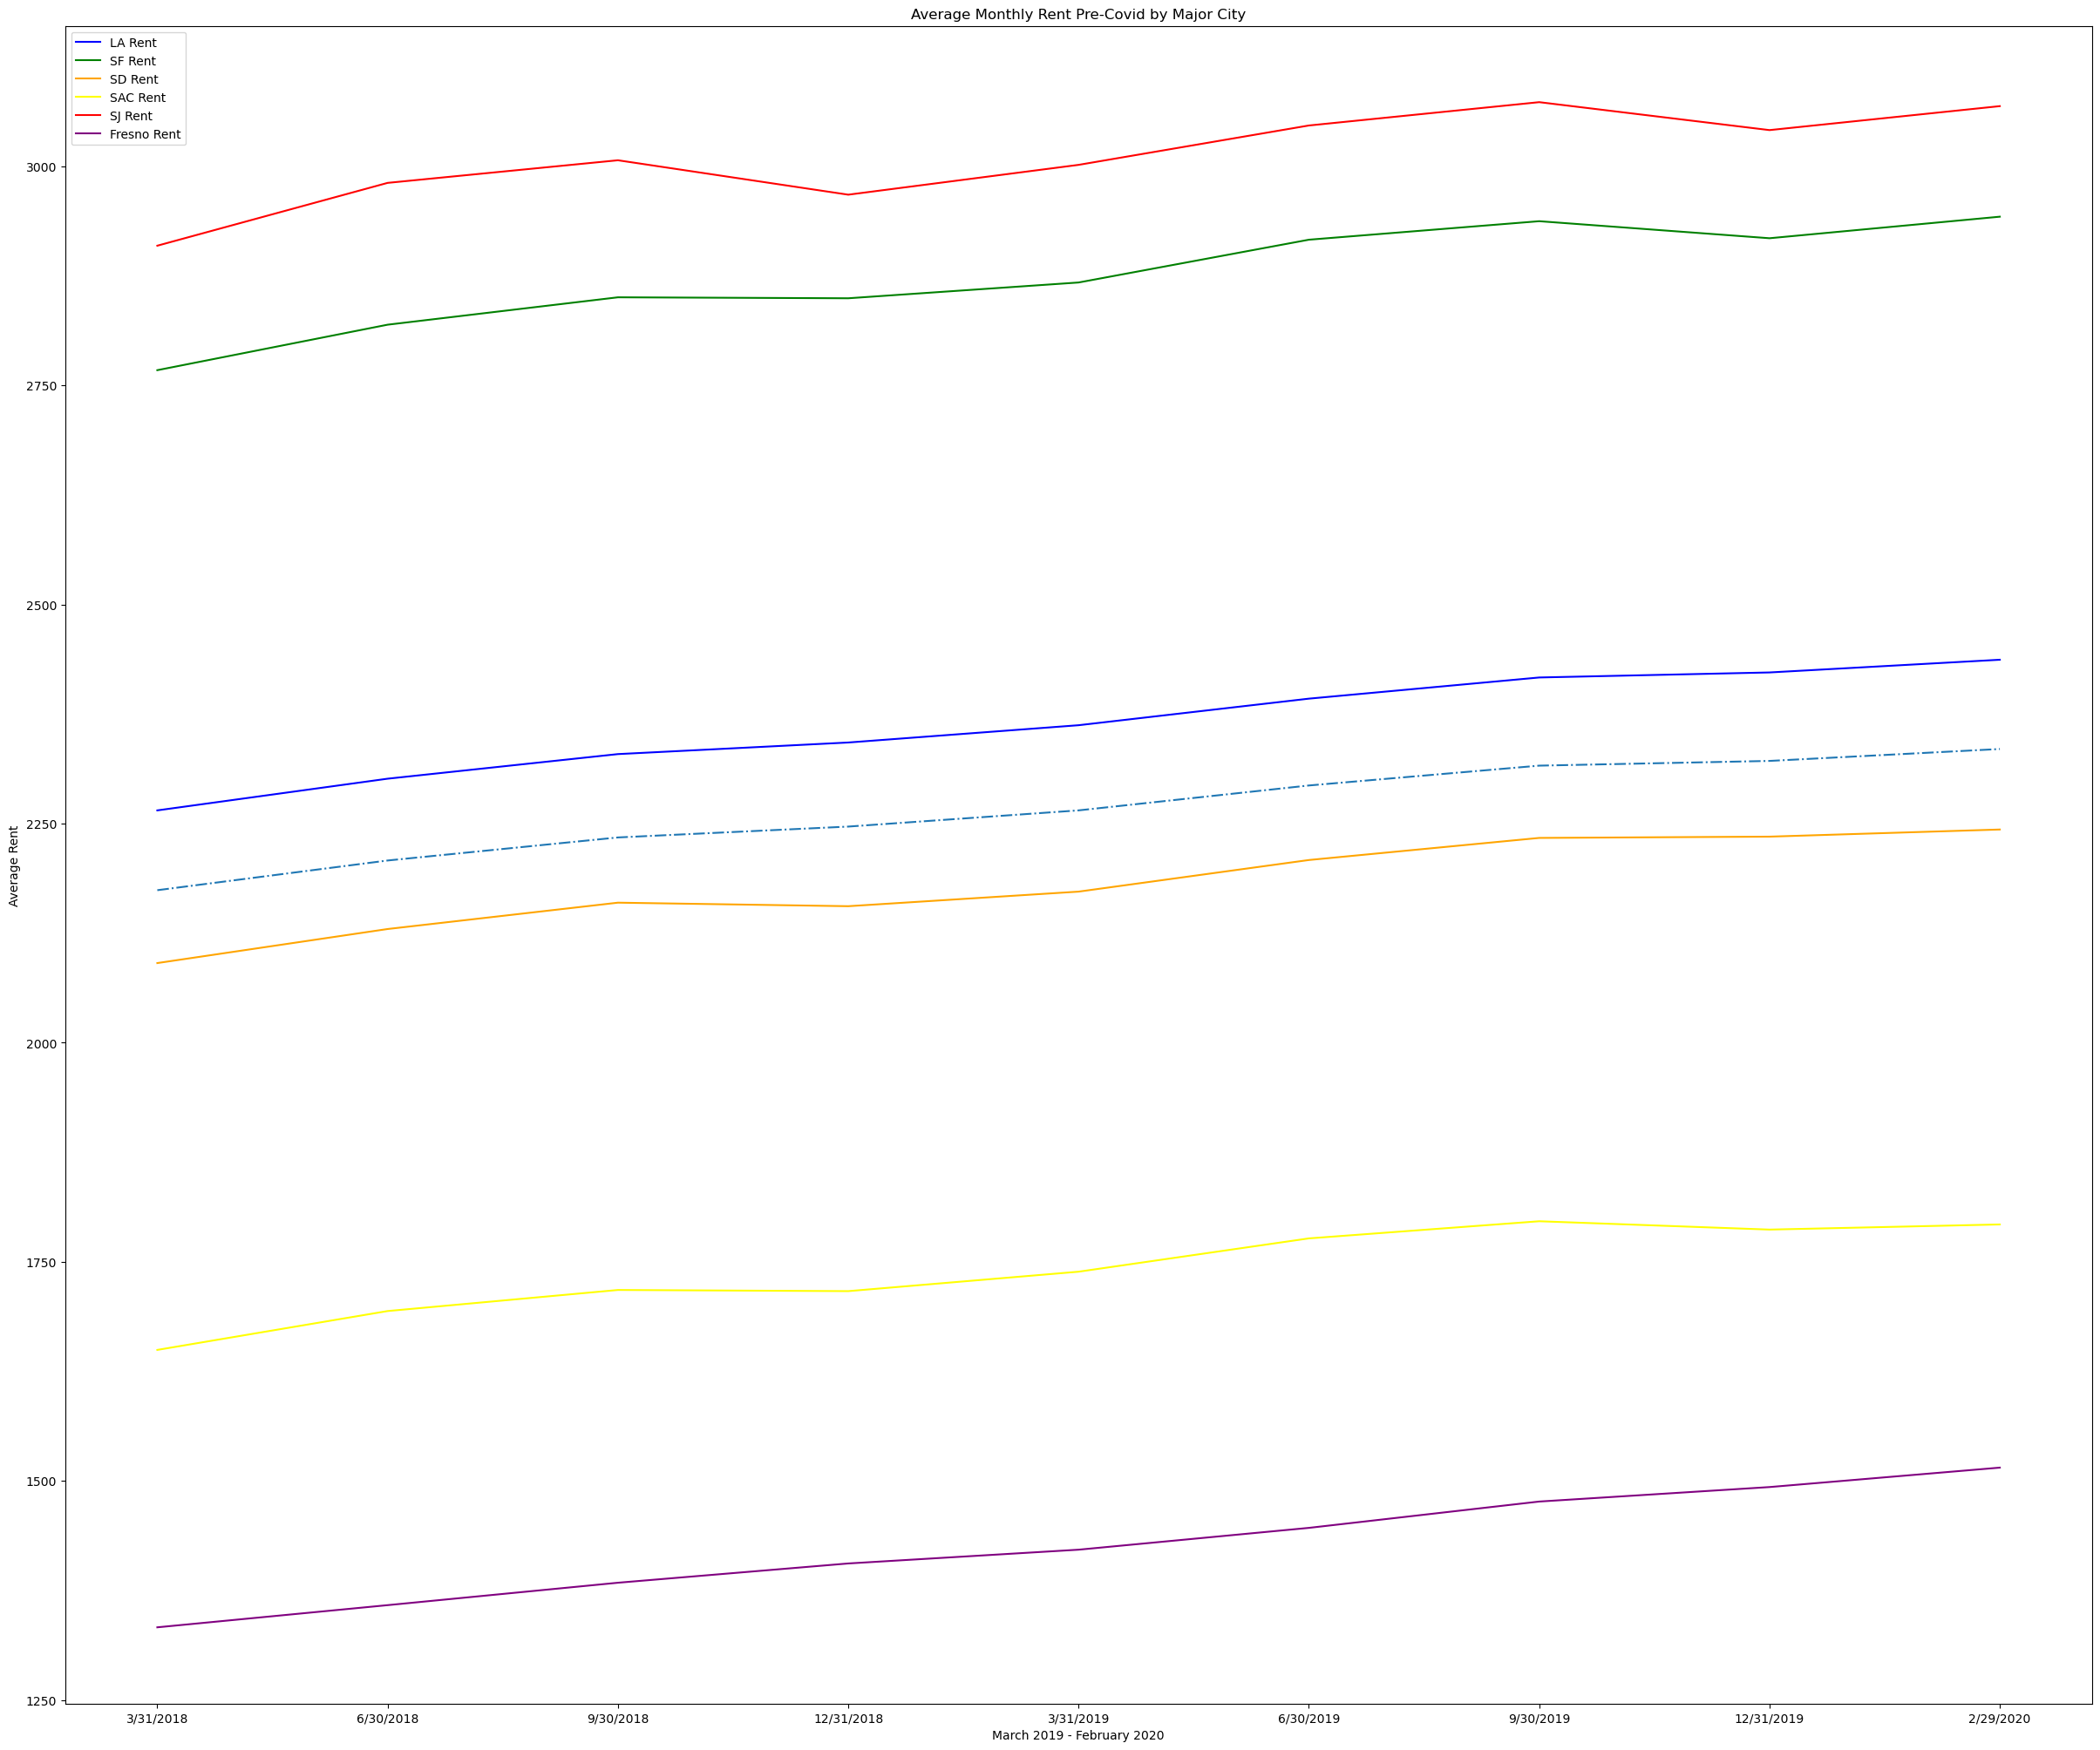 Average Monthly Rent Pre-Covid by Major City
LA Rent
SF Rent
SD Rent
SAC Rent
SJ Rent
Fresno Rent
3000
2750
2500
2250
2000
1750
1500
1250
Average Rent
3/31/2018
6/30/2018
9/30/2018
12/31/2018
3/31/2019
6/30/2019
9/30/2019
12/31/2019
2/29/2020
March 2019 - February 2020